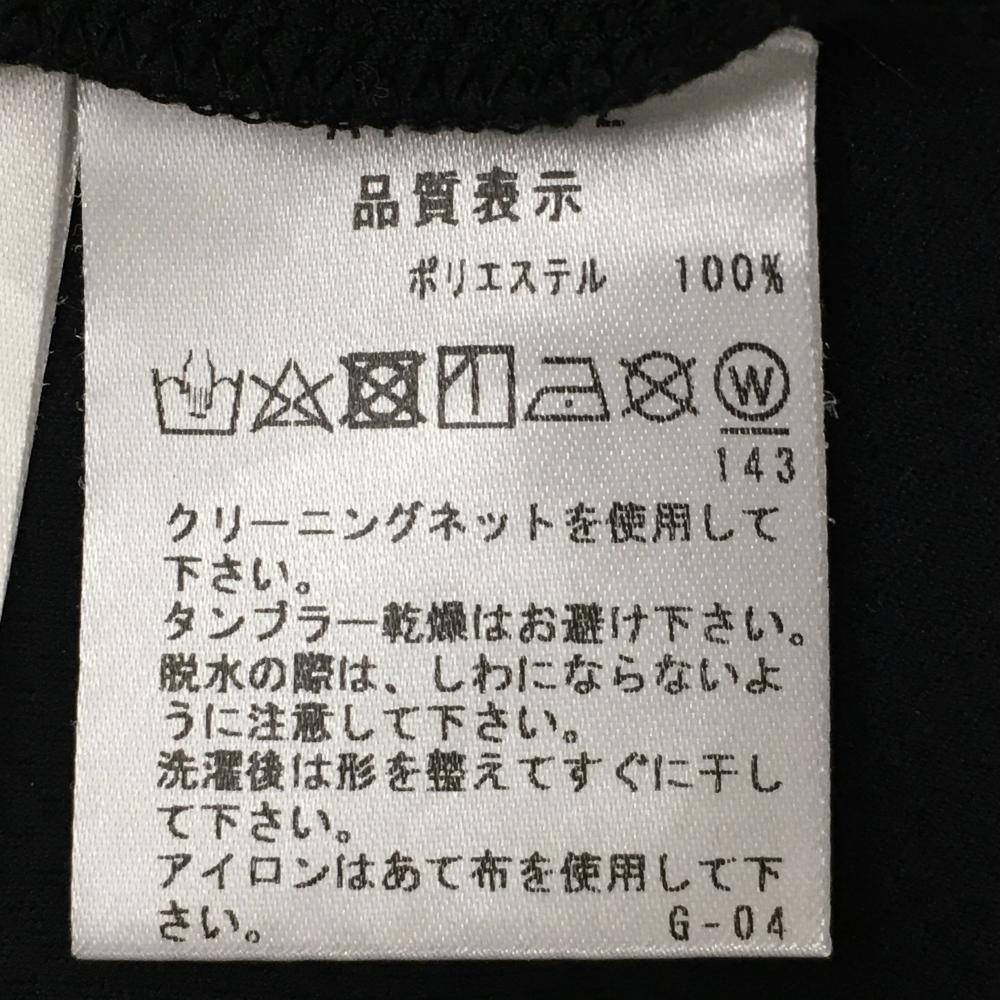 品質表示
ポリエステル 100%
W
143
クリーニングネットを使用して
下さい。
タンブラー乾燥はお避け下さい。
脱水の際は、しわにならないよ
うに注意して下さい。
洗濯後は形を整えてすぐに干し
て下さい。
アイロンはあて布を使用して下
さい。 G-04